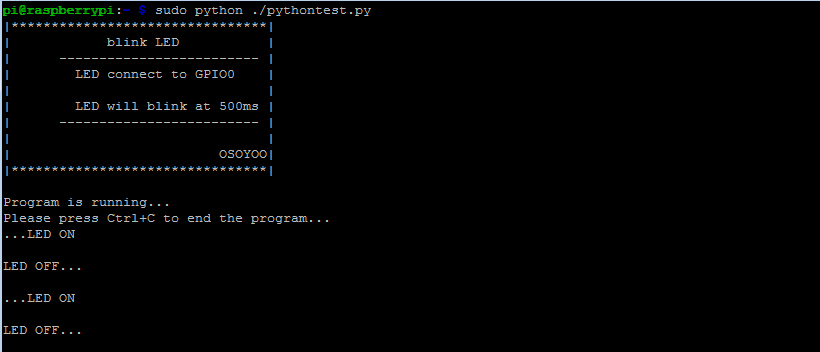 pi@raspberrypi:~ $ sudo python ./pythontest.py
|********************************|
| blink LED |
| ------------------------- |
| LED connect to GPIO0 |
| |
| LED will blink at 500ms |
| ------------------------- |
| |
| OSOYOO|
|********************************|
Program is running...
Please press Ctrl+C to end the program...
...LED ON
LED OFF...
...LED ON
LED OFF...